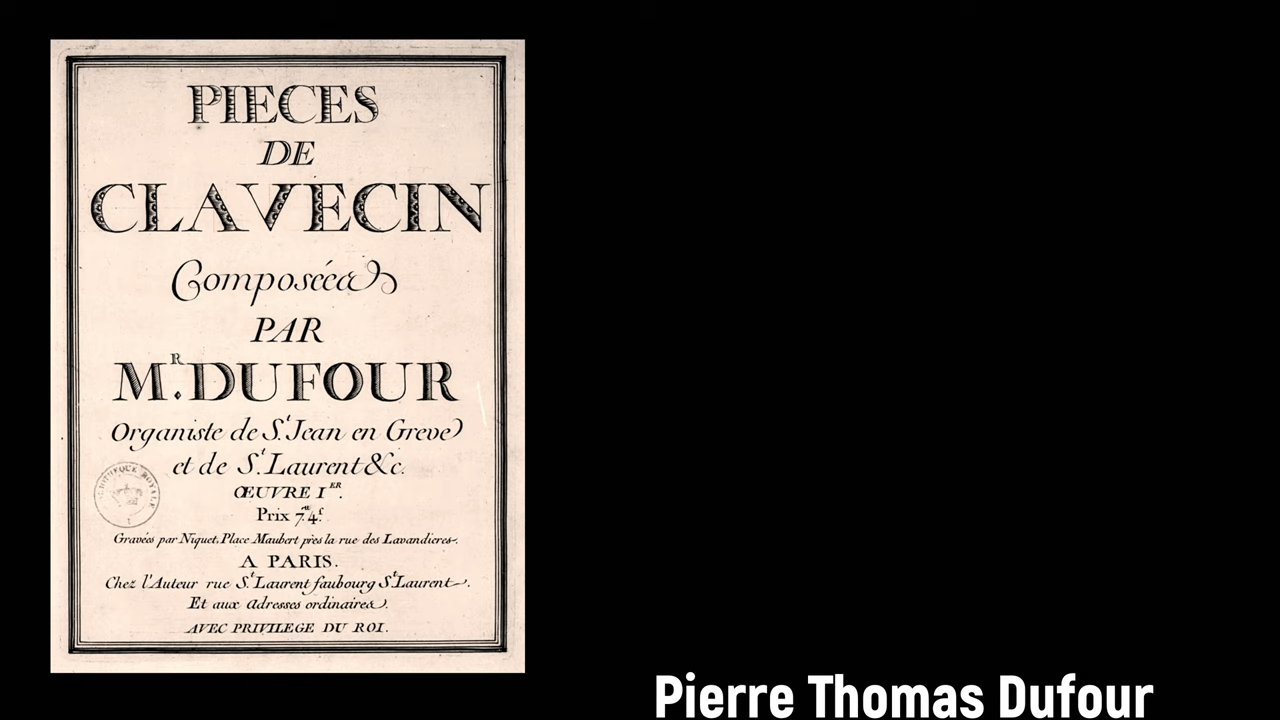 PIECES
DE
CLAVECIN
Composées
PAR
MR. DUFOUR
Organiste de St. Jean en Greve
et de St. Laurent &c.
ŒUVRE IER.
Prix 7tt 4s.
Gravées par Niquet, Place Maubert près la rue des Lavandieres.
A PARIS.
Chez l'Auteur rue St. Laurent faubourg St. Laurent.
Et aux adresses ordinaires.
AVEC PRIVILEGE DU ROI.
Pierre Thomas Dufour